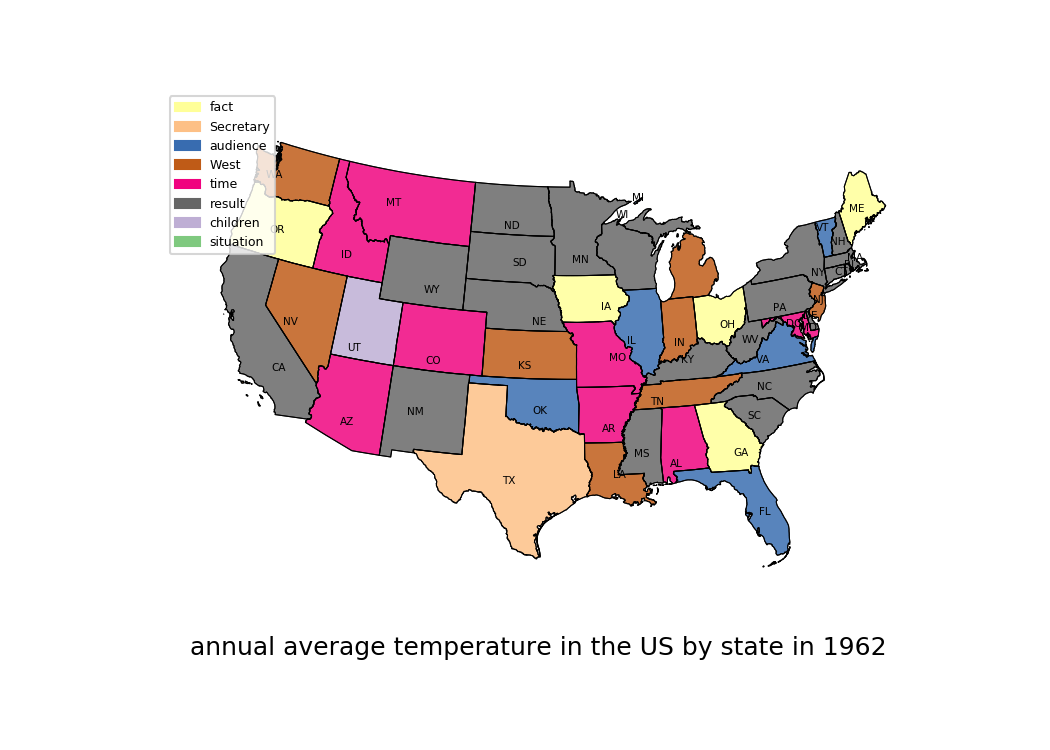 fact
Secretary
audience
West
time
result
children
situation
WA
OR
CA
NV
ID
MT
WY
UT
AZ
CO
NM
ND
SD
NE
KS
OK
TX
MN
IA
MO
AR
LA
WI
MI
IL
IN
KY
TN
MS
AL
OH
GA
FL
SC
NC
VA
WV
PA
NY
VT
NH
ME
MA
CT
NJ
DE
DC
annual average temperature in the US by state in 1962